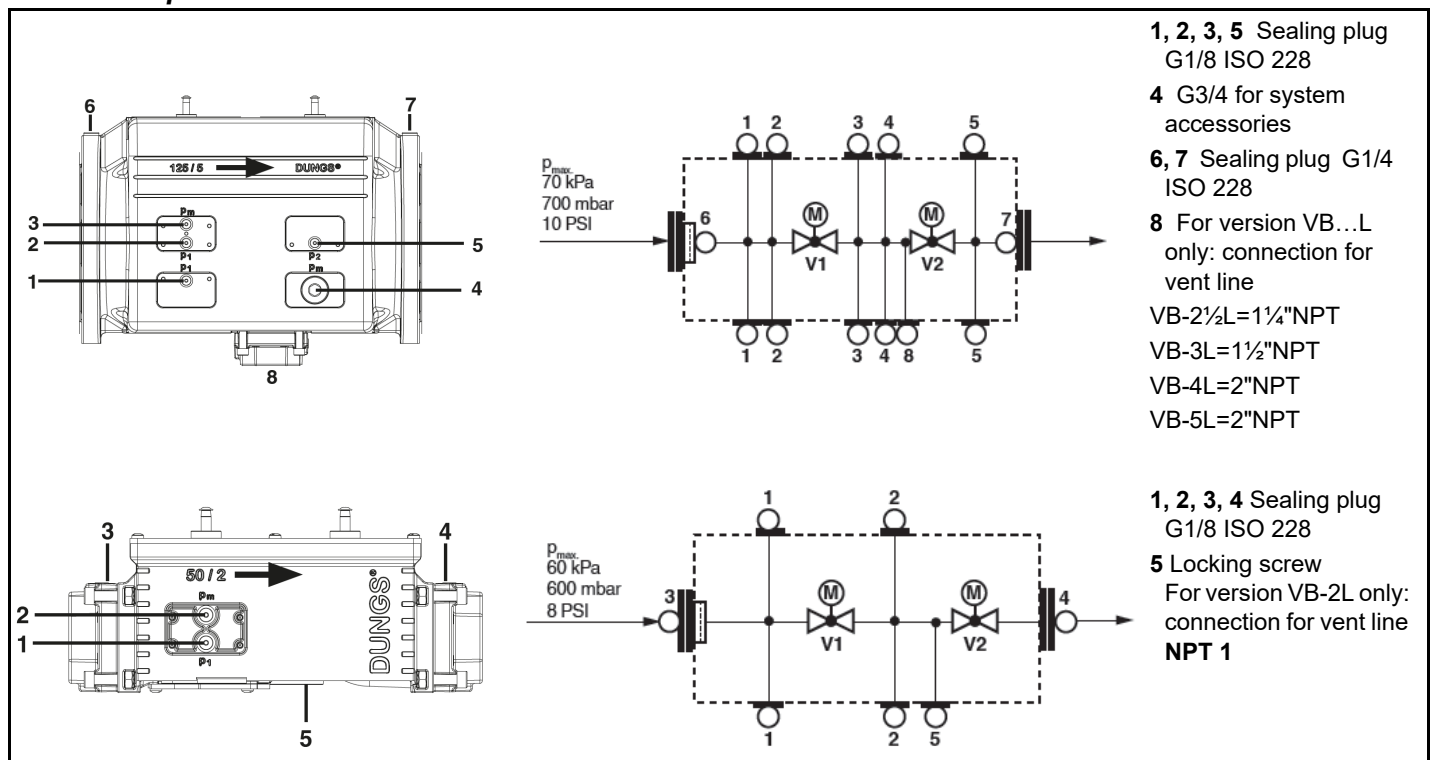 6
7
125 / 5
DUNGS®
Pm
3
2
P1
5
P2
P1
Pm
1
4
8
1 2 3 4 5
pmax.
70 kPa
700 mbar
10 PSI
6
M
M
7
V1
V2
1 2 3 4 8 5
1, 2, 3, 5 Sealing plug
G1/8 ISO 228
4 G3/4 for system
accessories
6, 7 Sealing plug G1/4
ISO 228
8 For version VB…L
only: connection for
vent line
VB-2½L=1¼"NPT
VB-3L=1½"NPT
VB-4L=2"NPT
VB-5L=2"NPT
3
4
50 / 2
DUNGS®
Pm
2
1
P1
5
1 2
pmax.
60 kPa
600 mbar
8 PSI
3
M
M
4
V1
V2
1 2 5
1, 2, 3, 4 Sealing plug
G1/8 ISO 228
5 Locking screw
For version VB-2L only:
connection for vent line
NPT 1